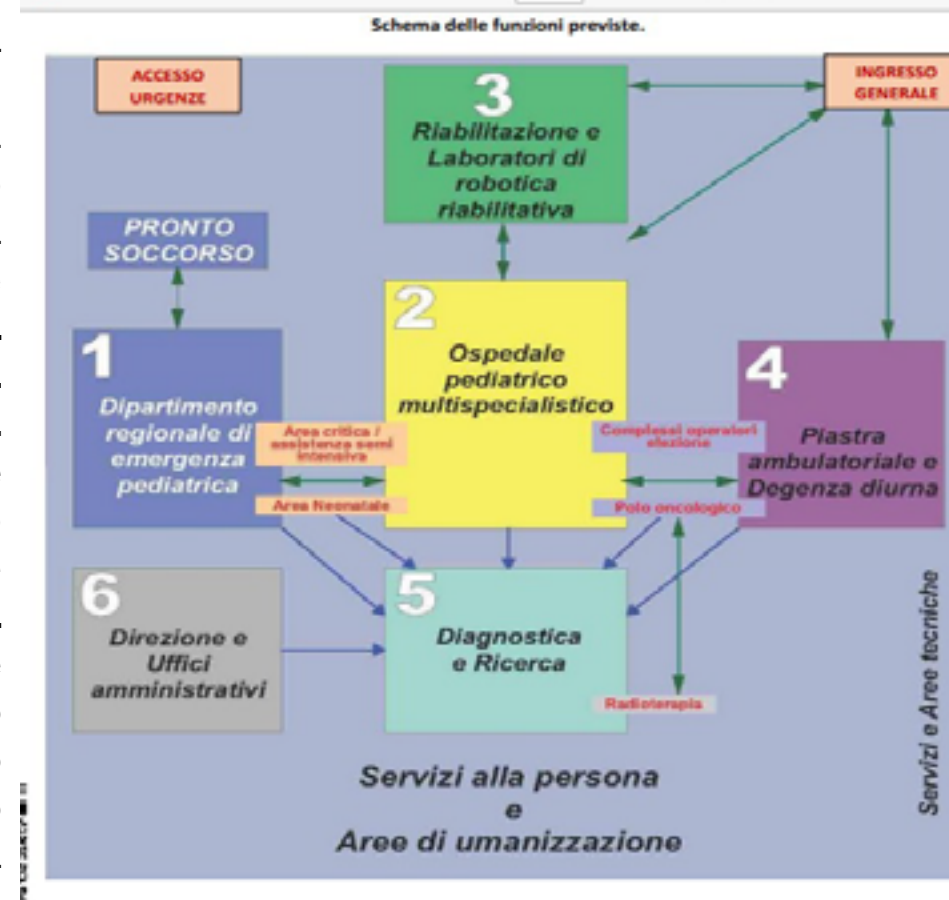 Schema delle funzioni previste.
ACCESSO
URGENZE
INGRESSO
GENERALE
3
Riabilitazione e
Laboratori di
robotica
riabilitativa
PRONTO
SOCCORSO
1
Dipartimento
regionale di
emergenza
pediatrica
2
Ospedale
pediatrico
multispecialistico
4
Piastra
ambulatoriale e
Degenza diurna
Area critica /
assistenza semi
intensiva
Area Neonatale
Complessi operatori
elezione
Polo oncologico
6
Direzione e
Uffici
amministrativi
5
Diagnostica
e Ricerca
Radioterapia
Servizi alla persona
e
Aree di umanizzazione
Servizi e Aree tecniche